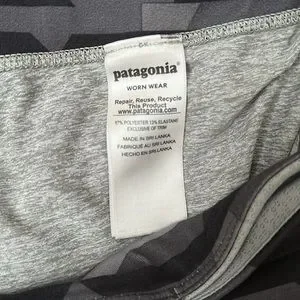 patagonia®
WORN WEAR
Repair, Reuse, Recycle
This Product
www.patagonia.com
87% POLYESTER 13% ELASTANE
EXCLUSIVE OF TRIM
MADE IN SRI LANKA
FABRIQUÉ AU SRI LANKA
HECHO EN SRI LANKA